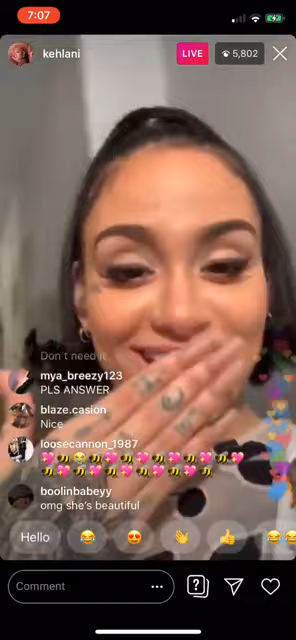 7:07
kehlani
LIVE
5,802
Don't need it
mya_breezy123
PLS ANSWER
blaze.casion
Nice
loosecannon_1987
💖🐝😭🐝💖🐝💖🐝💖🐝💖🐝💖
🐝💖🐝💖🐝💖🐝💖🐝💖🐝
boolinbabeyy
omg she's beautiful
Hello 😂 😍 👋 👍 😂😂
Comment